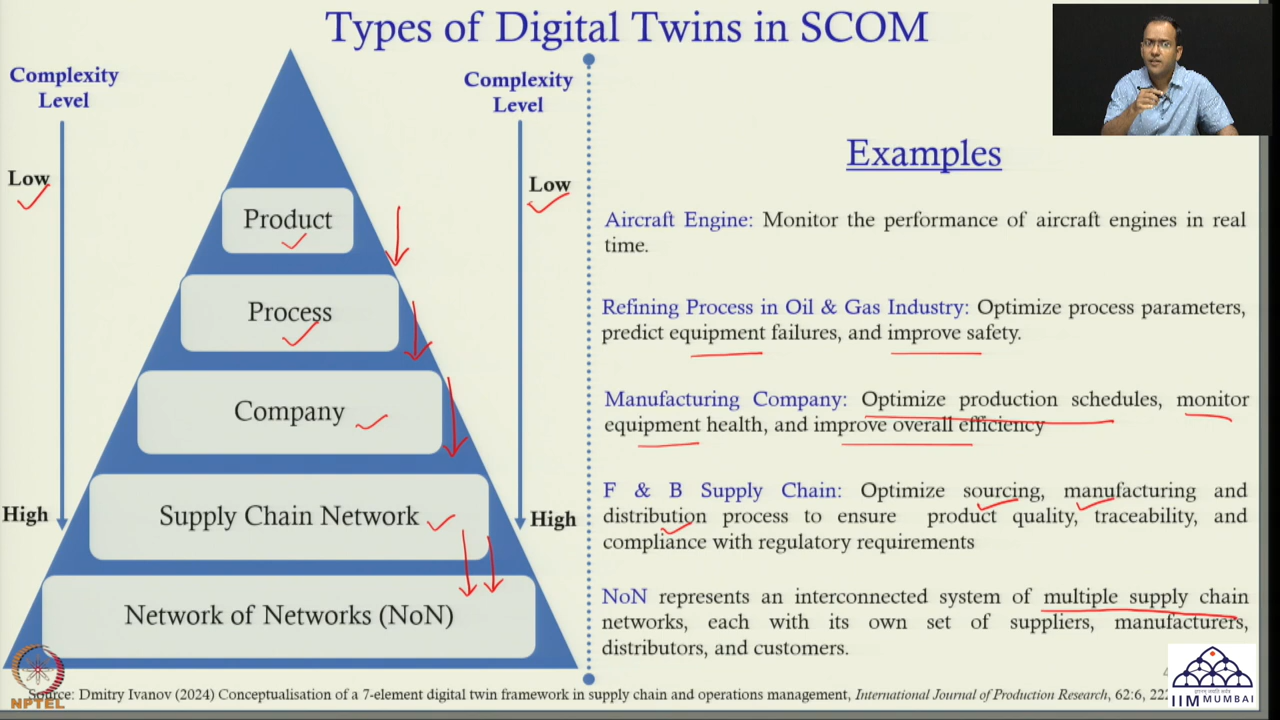 Types of Digital Twins in SCOM
Complexity
Level
Low
High
Product
Process
Company
Supply Chain Network
Network of Networks (NoN)
Complexity
Level
Low
High
Examples
Aircraft Engine: Monitor the performance of aircraft engines in real
time.
Refining Process in Oil & Gas Industry: Optimize process parameters,
predict equipment failures, and improve safety.
Manufacturing Company: Optimize production schedules, monitor
equipment health, and improve overall efficiency
F & B Supply Chain: Optimize sourcing, manufacturing and
distribution process to ensure product quality, traceability, and
compliance with regulatory requirements
NoN represents an interconnected system of multiple supply chain
networks, each with its own set of suppliers, manufacturers,
distributors, and customers.
Source: Dmitry Ivanov (2024) Conceptualisation of a 7-element digital twin framework in supply chain and operations management, International Journal of Production Research, 62:6,
NPTEL
IIM MUMBAI